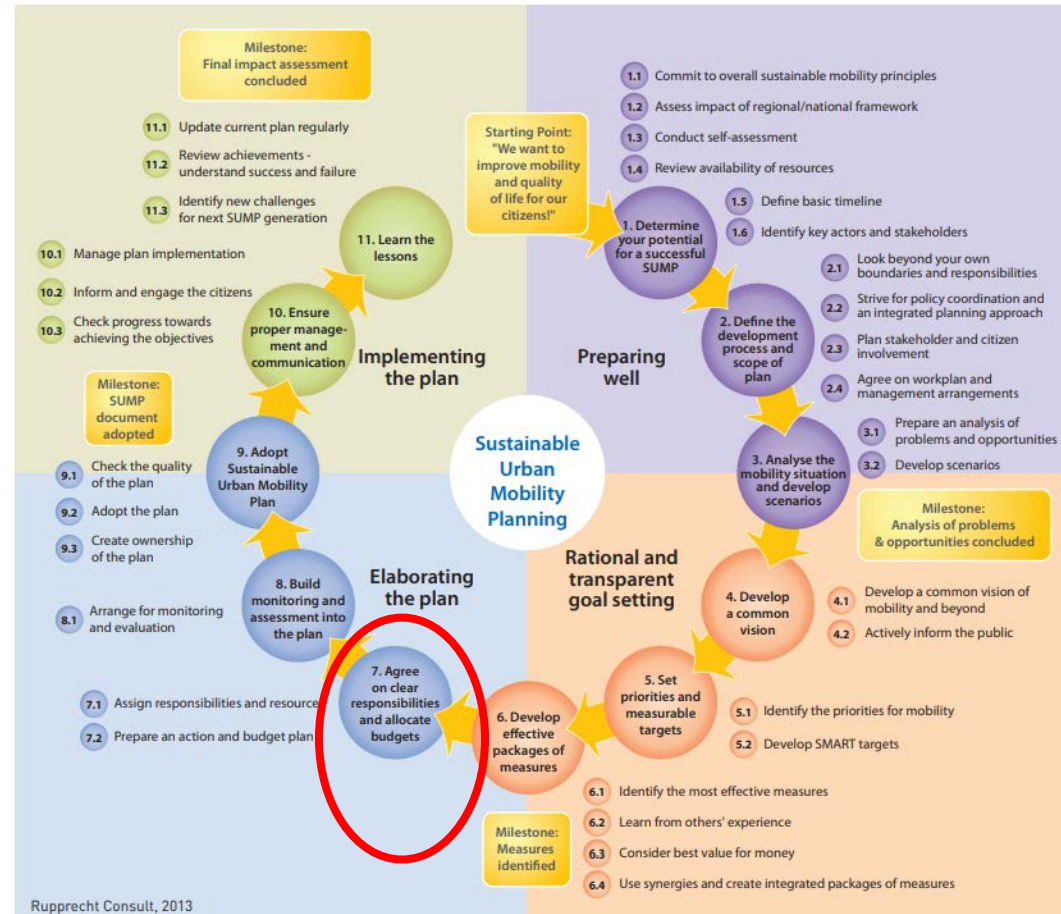 Milestone:
Final impact assessment
concluded
11.1 Update current plan regularly
11.2 Review achievements -
understand success and failure
11.3 Identify new challenges
for next SUMP generation
10.1 Manage plan implementation
10.2 Inform and engage the citizens
10.3 Check progress towards
achieving the objectives
11. Learn the
lessons
10. Ensure
proper manage-
ment and
communication
Implementing
the plan
Milestone:
SUMP
document
adopted
Starting Point:
"We want to
improve mobility
and quality
of life for our
citizens!"
1.1 Commit to overall sustainable mobility principles
1.2 Assess impact of regional/national framework
1.3 Conduct self-assessment
1.4 Review availability of resources
1.5 Define basic timeline
1.6 Identify key actors and stakeholders
1. Determine
your potential
for a successful
SUMP
2.1 Look beyond your own
boundaries and responsibilities
2.2 Strive for policy coordination and
an integrated planning approach
2.3 Plan stakeholder and citizen
involvement
2.4 Agree on workplan and
management arrangements
2. Define the
development
process and
scope of
plan
Preparing
well
3.1 Prepare an analysis of
problems and opportunities
3.2 Develop scenarios
3. Analyse the
mobility situation
and develop
scenarios
Milestone:
Analysis of problems
& opportunities concluded
Sustainable
Urban
Mobility
Planning
9. Adopt
Sustainable
Urban Mobility
Plan
9.1 Check the quality
of the plan
9.2 Adopt the plan
9.3 Create ownership
of the plan
8. Build
monitoring and
assessment into
the plan
8.1 Arrange for monitoring
and evaluation
Elaborating
the plan
Rational and
transparent
goal setting
4. Develop
a common
vision
4.1 Develop a common vision of
mobility and beyond
4.2 Actively inform the public
7. Agree
on clear
responsibilities
and allocate
budgets
7.1 Assign responsibilities and resource
7.2 Prepare an action and budget plan
6. Develop
effective
packages of
measures
5. Set
priorities and
measurable
targets
5.1 Identify the priorities for mobility
5.2 Develop SMART targets
Milestone:
Measures
identified
6.1 Identify the most effective measures
6.2 Learn from others' experience
6.3 Consider best value for money
6.4 Use synergies and create integrated packages of measures
Rupprecht Consult, 2013